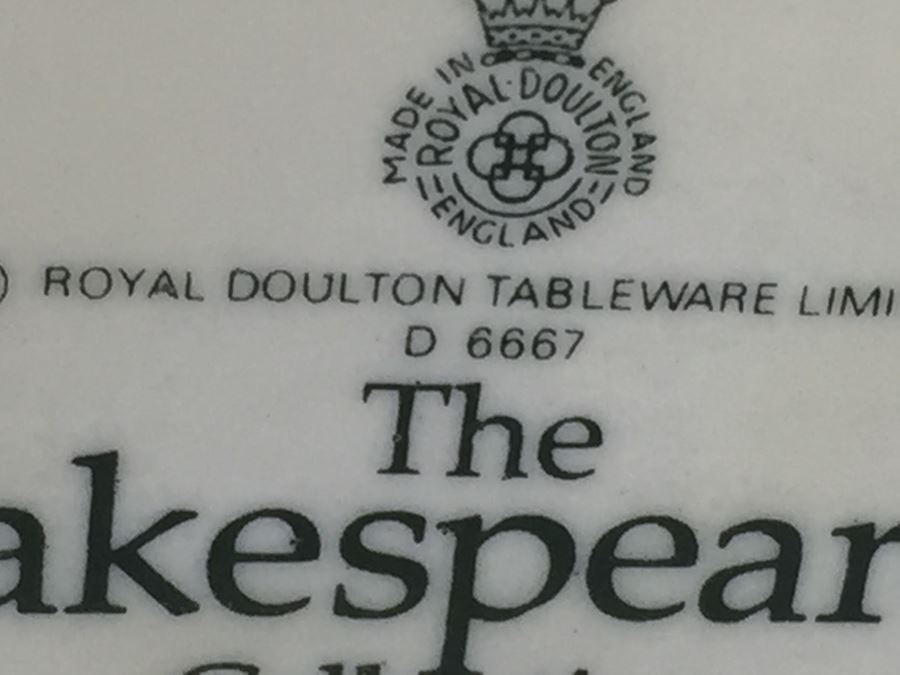 MADE IN ENGLAND
ROYAL·DOULTON
ENGLAND
ROYAL DOULTON TABLEWARE LIMI
D 6667
The
akespear